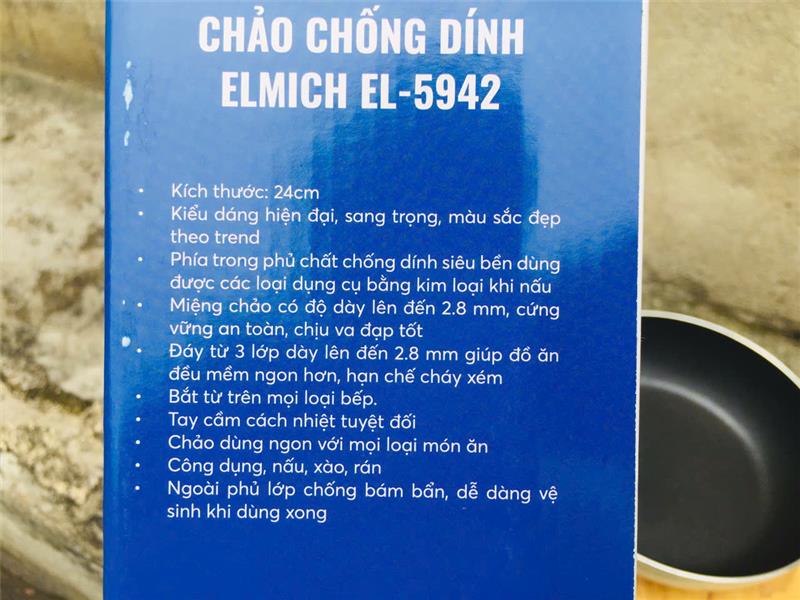 CHẢO CHỐNG DÍNH
ELMICH EL-5942
• Kích thước: 24cm
• Kiểu dáng hiện đại, sang trọng, màu sắc đẹp
theo trend
• Phía trong phủ chất chống dính siêu bền dùng
được các loại dụng cụ bằng kim loại khi nấu
• Miệng chảo có độ dày lên đến 2.8 mm, cứng
vững an toàn, chịu va đạp tốt
• Đáy từ 3 lớp dày lên đến 2.8 mm giúp đồ ăn
đều mềm ngon hơn, hạn chế cháy xém
• Bắt từ trên mọi loại bếp.
• Tay cầm cách nhiệt tuyệt đối
• Chảo dùng ngon với mọi loại món ăn
• Công dụng, nấu, xào, rán
• Ngoài phủ lớp chống bám bẩn, dễ dàng vệ
sinh khi dùng xong